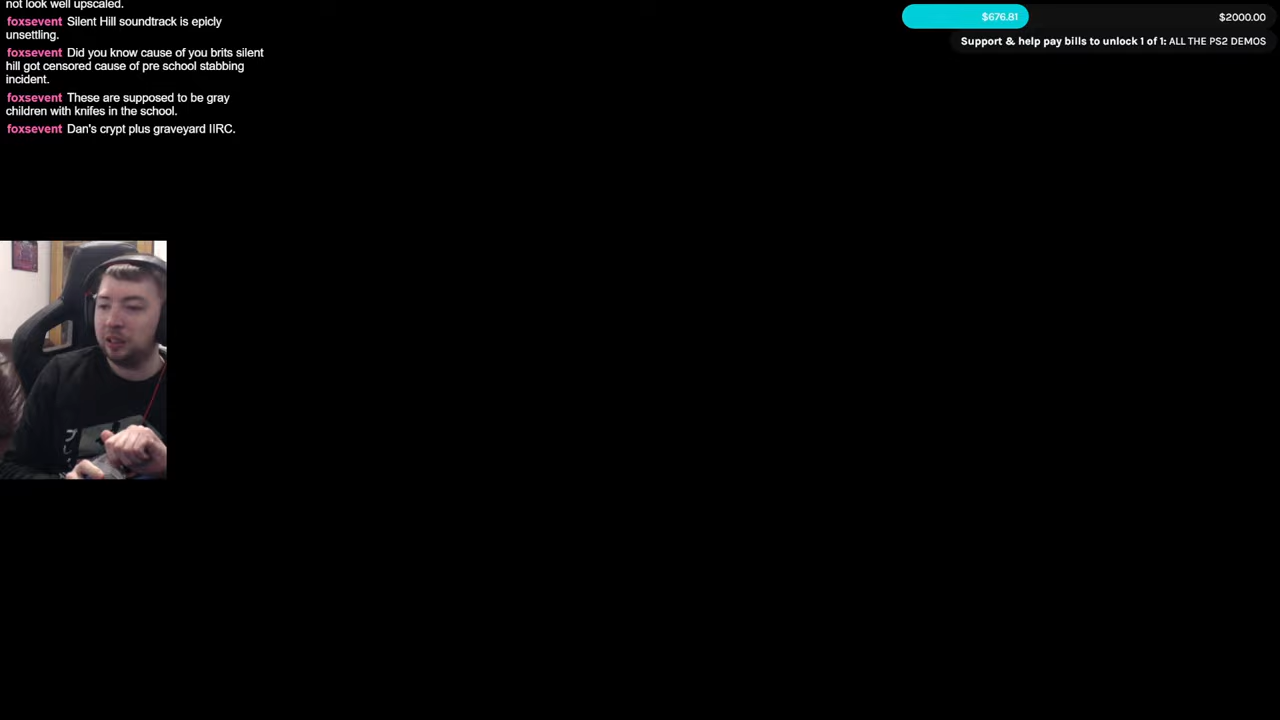 not look well upscaled.
foxsevent Silent Hill soundtrack is epicly
unsettling.
foxsevent Did you know cause of you brits silent
hill got censored cause of pre school stabbing
incident.
foxsevent These are supposed to be gray
children with knifes in the school.
foxsevent Dan's crypt plus graveyard IIRC.
$676.81
$2000.00
Support & help pay bills to unlock 1 of 1: ALL THE PS2 DEMOS